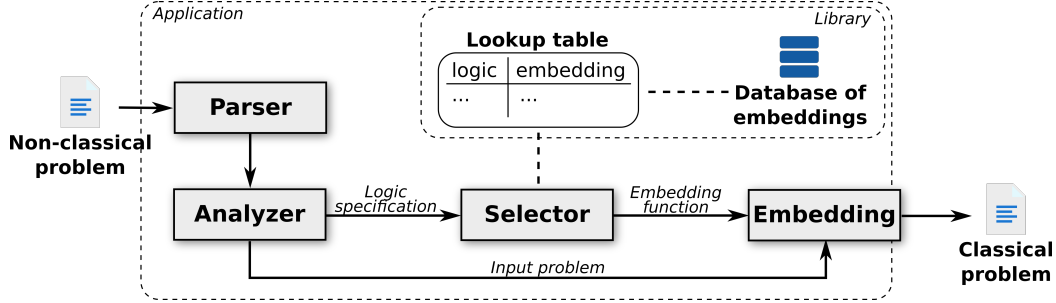 Application
Library
Lookup table
logic
embedding
...
...
Database of
embeddings
Non-classical
problem
Parser
Analyzer
Logic
specification
Selector
Embedding
function
Embedding
Input problem
Classical
problem